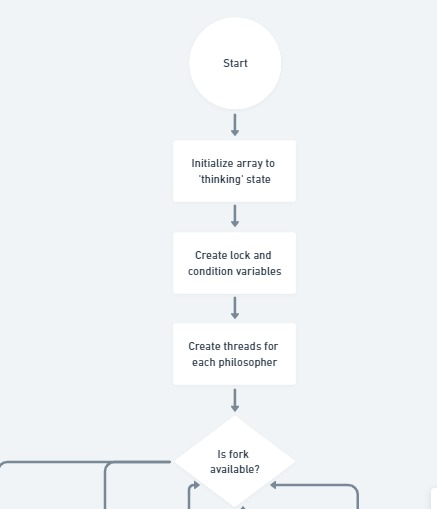 Start
Initialize array to
'thinking' state
Create lock and
condition variables
Create threads for
each philosopher
Is fork
available?